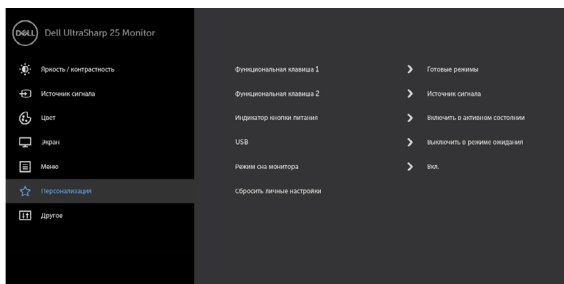 DELL Dell UltraSharp 25 Monitor
Яркость / контрастность
Источник сигнала
Цвет
Экран
Меню
Персонализация
Другое
Функциональная клавиша 1 Готовые режимы
Функциональная клавиша 2 Источник сигнала
Индикатор кнопки питания Включить в активном состоянии
USB Выключить в режиме ожидания
Режим сна монитора Вкл.
Сбросить личные настройки